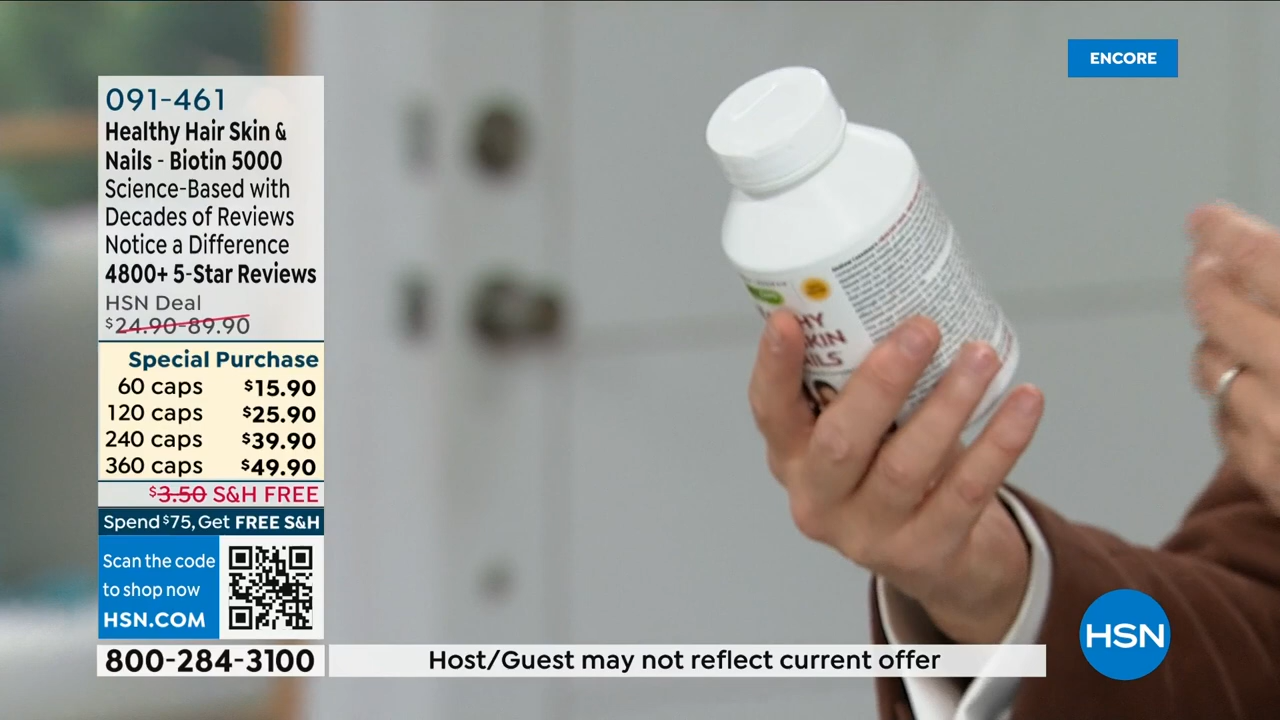 ENCORE
091-461
Healthy Hair Skin &
Nails - Biotin 5000
Science-Based with
Decades of Reviews
Notice a Difference
4800+ 5-Star Reviews
HSN Deal
$24.90-89.90
Special Purchase
60 caps $15.90
120 caps $25.90
240 caps $39.90
360 caps $49.90
$3.50 S&H FREE
Spend $75, Get FREE S&H
Scan the code
to shop now
HSN.COM
800-284-3100
Host/Guest may not reflect current offer
HSN